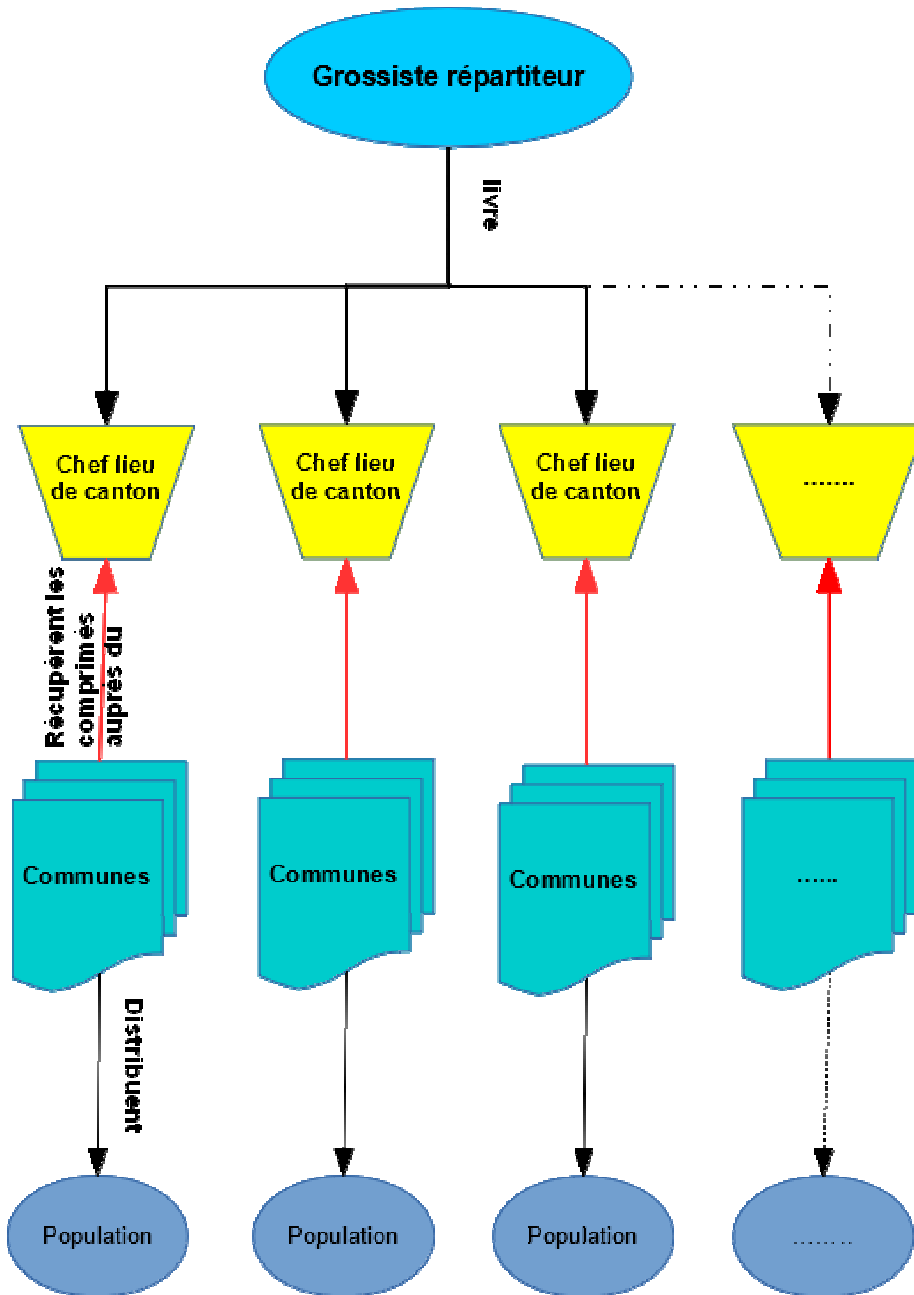 Grossiste répartiteur
livre
Chef lieu
de canton
Chef lieu
de canton
Chef lieu
de canton
.......
Récupérent les
comprimés
auprès du
Communes
Communes
Communes
......
Distribuent
Population
Population
Population
........